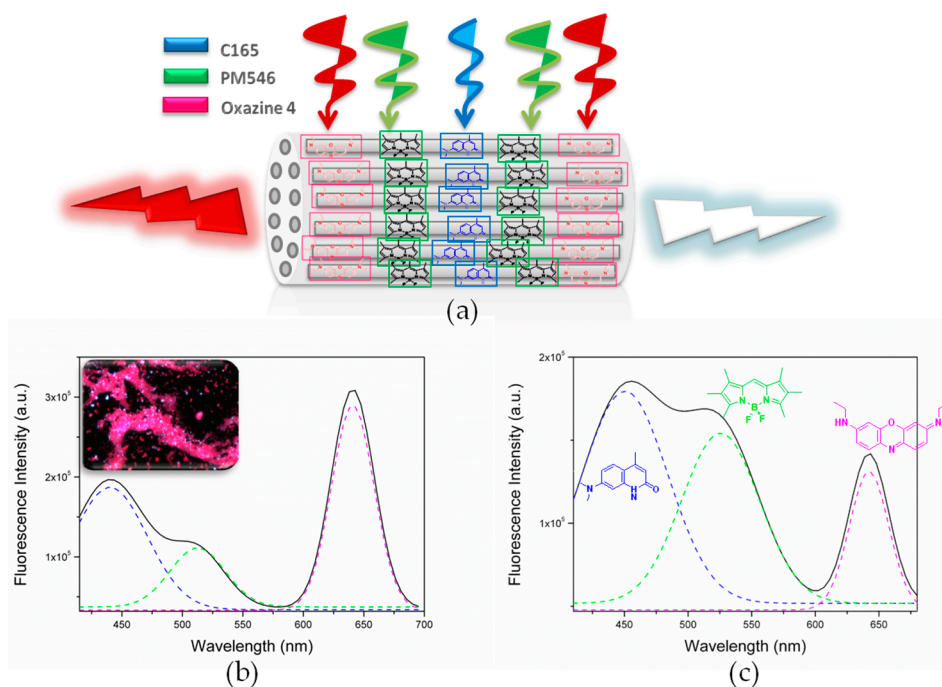 C165
PM546
Oxazine 4
(a)
Fluorescence Intensity (a.u.)
3x10⁵
2x10⁵
1x10⁵
450 500 550 600 650 700
Wavelength (nm)
(b)
Fluorescence Intensity (a.u.)
2x10⁵
1x10⁵
450 500 550 600 650
Wavelength (nm)
(c)
N
H
N
O
N
N
B
F
F
HN
O
N